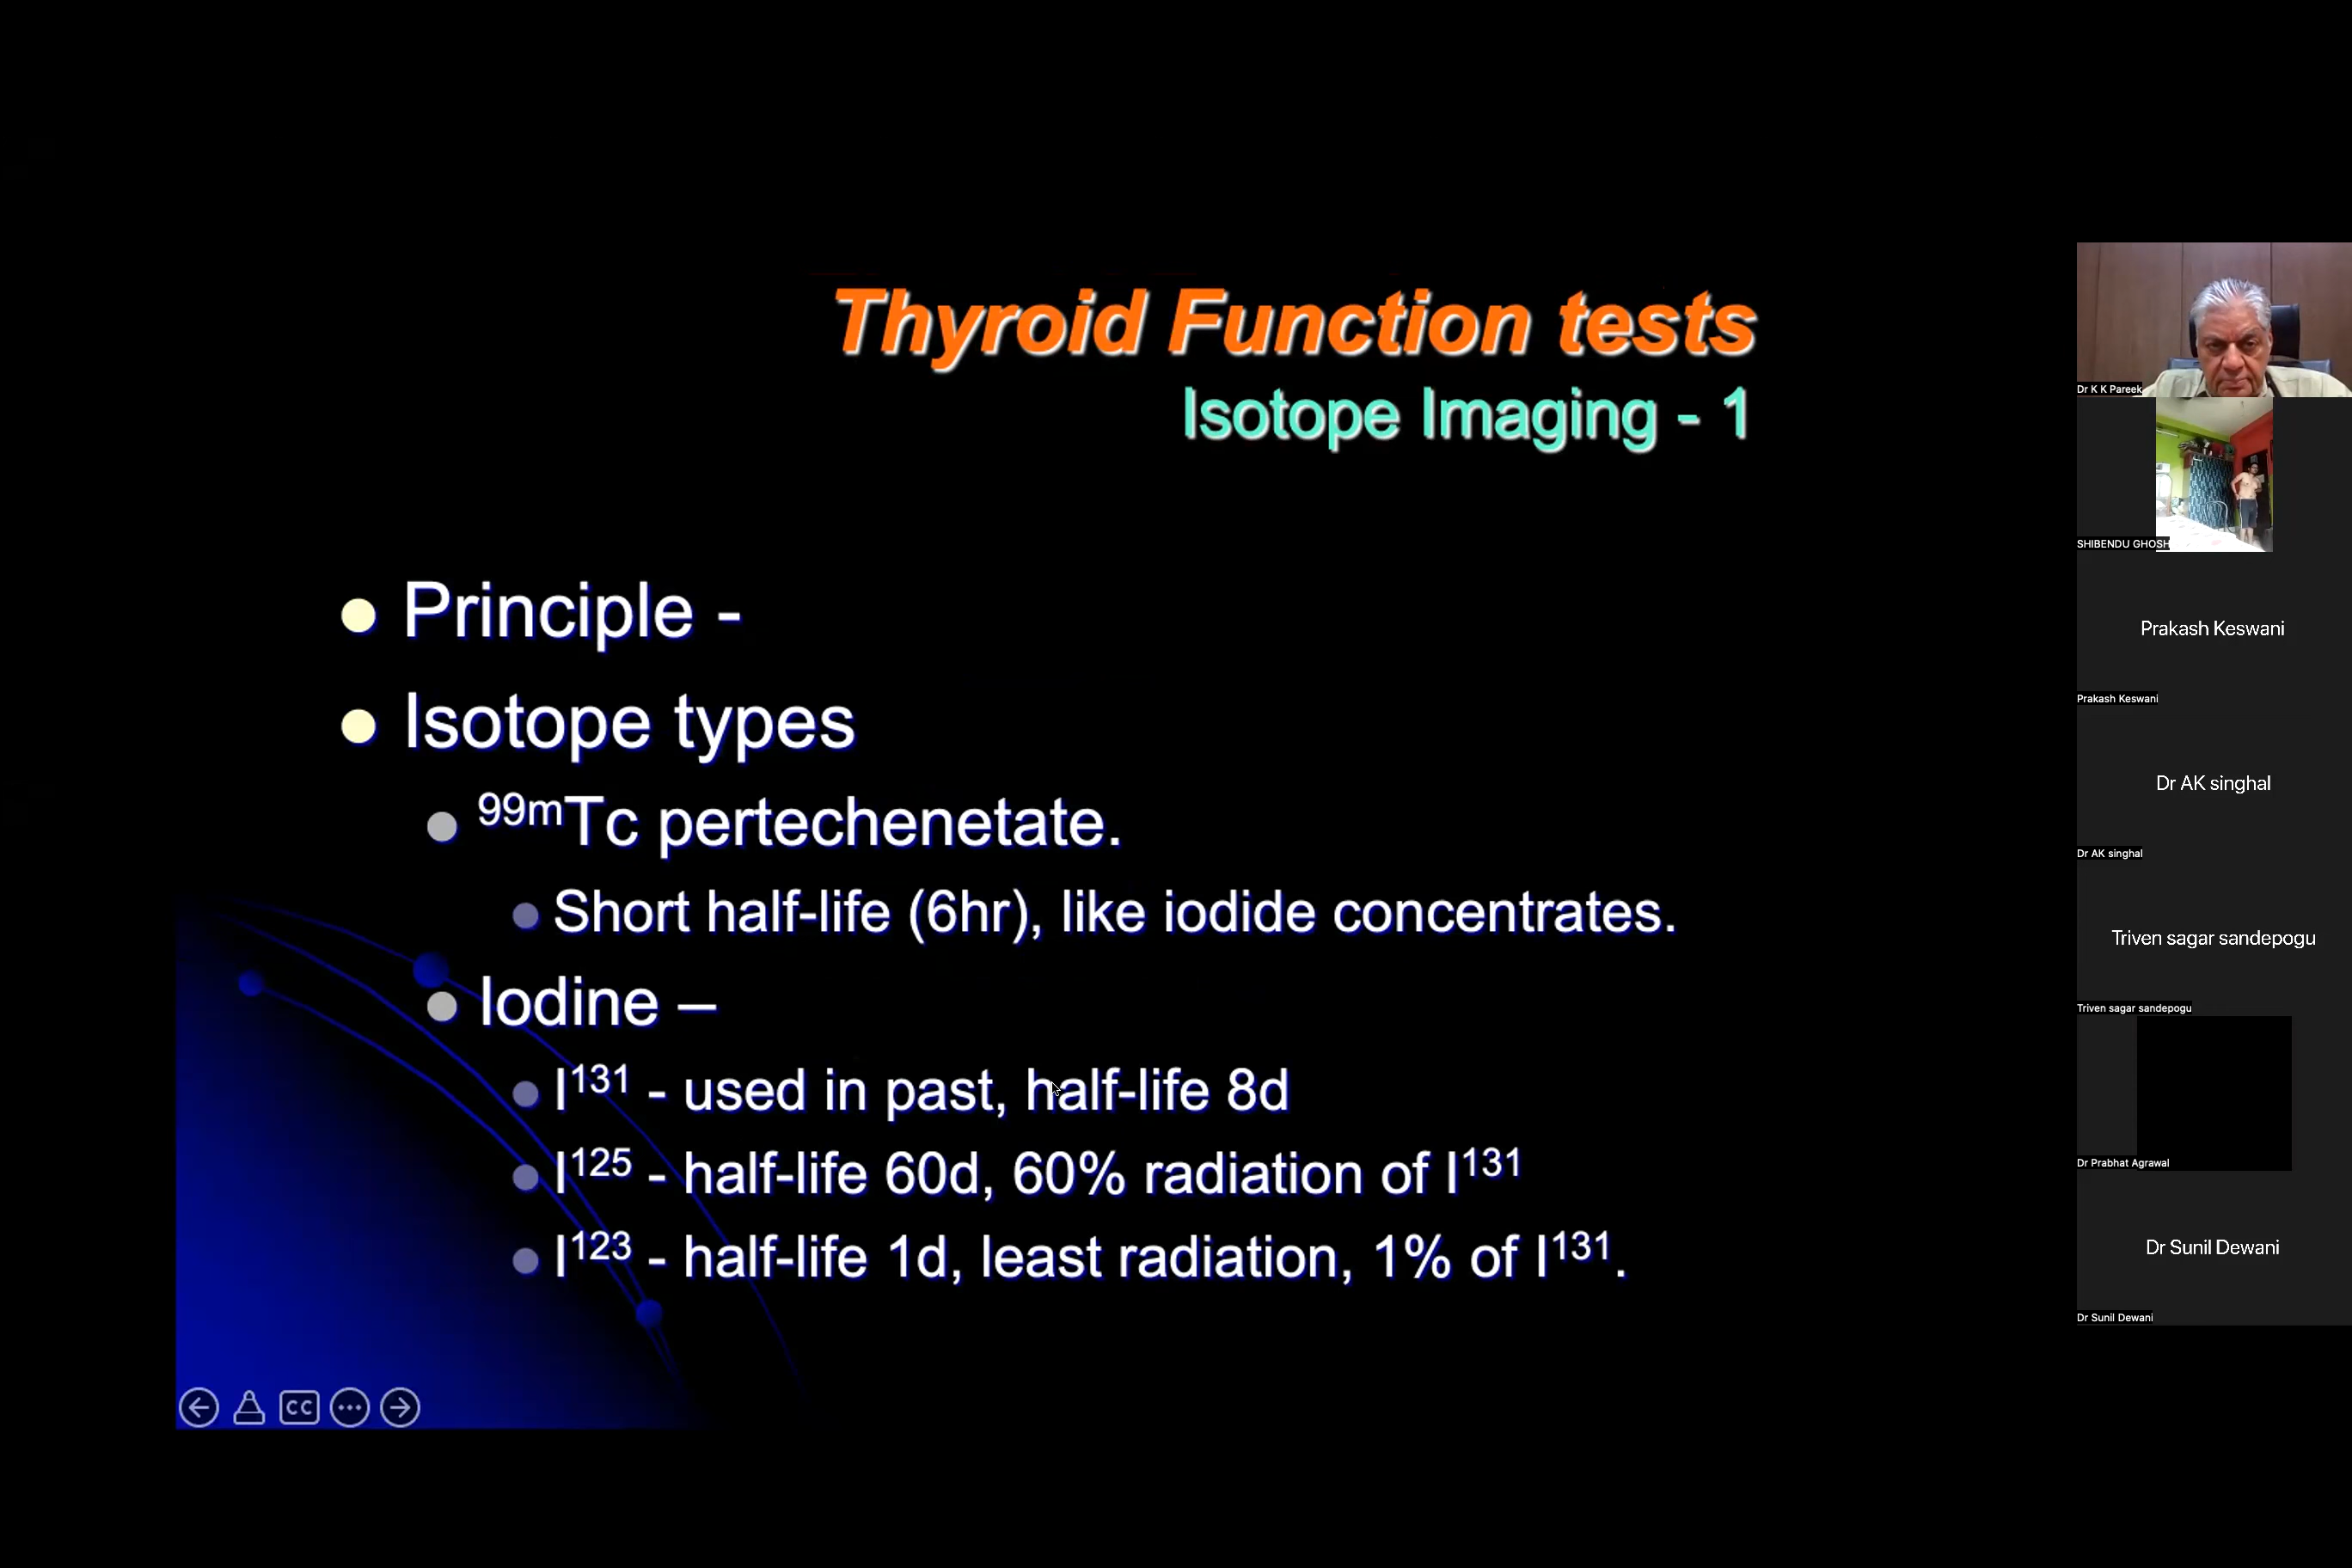 Thyroid Function tests
Isotope Imaging - 1
Principle -
Isotope types
99mTc pertechenetate.
Short half-life (6hr), like iodide concentrates.
Iodine –
I131 - used in past, half-life 8d
I125 - half-life 60d, 60% radiation of I131
I123 - half-life 1d, least radiation, 1% of I131.
CC
Dr K K Pareek
SHIBENDU GHOSH
Prakash Keswani
Prakash Keswani
Dr AK singhal
Dr AK singhal
Triven sagar sandepogu
Triven sagar sandepogu
Dr Prabhat Agrawal
Dr Sunil Dewani
Dr Sunil Dewani